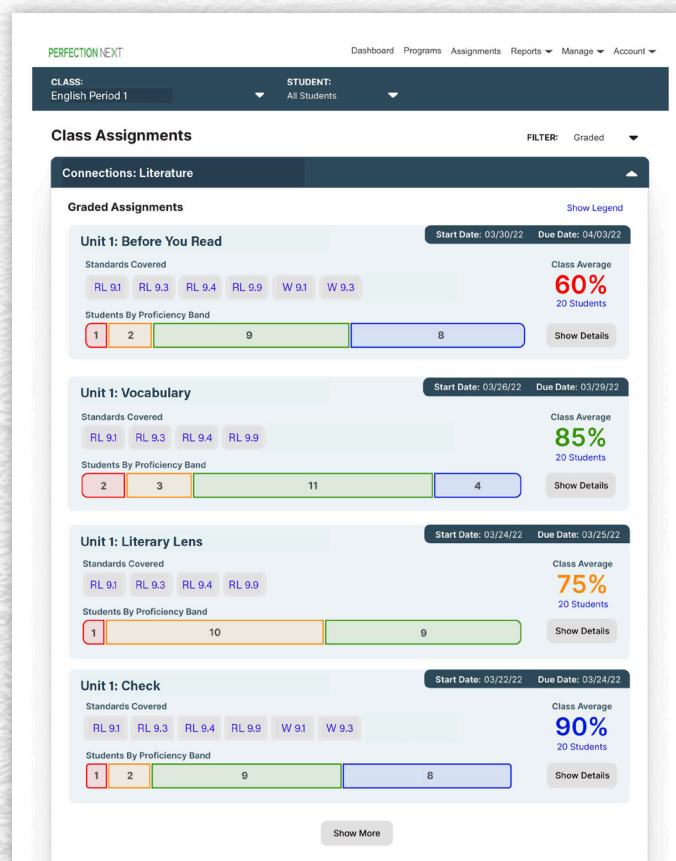 PERFECTION NEXT
Dashboard Programs Assignments Reports Manage Account
CLASS: STUDENT:
English Period 1 All Students
Class Assignments FILTER: Graded
Connections: Literature
Graded Assignments Show Legend
Unit 1: Before You Read Start Date: 03/30/22 Due Date: 04/03/22
Standards Covered Class Average
RL 9.1 RL 9.3 RL 9.4 RL 9.9 W 9.1 W 9.3 60%
20 Students
Students By Proficiency Band
1 2 9 8 Show Details
Unit 1: Vocabulary Start Date: 03/26/22 Due Date: 03/29/22
Standards Covered Class Average
RL 9.1 RL 9.3 RL 9.4 RL 9.9 85%
20 Students
Students By Proficiency Band
2 3 11 4 Show Details
Unit 1: Literary Lens Start Date: 03/24/22 Due Date: 03/25/22
Standards Covered Class Average
RL 9.1 RL 9.3 RL 9.4 RL 9.9 75%
20 Students
Students By Proficiency Band
1 10 9 Show Details
Unit 1: Check Start Date: 03/22/22 Due Date: 03/24/22
Standards Covered Class Average
RL 9.1 RL 9.3 RL 9.4 RL 9.9 W 9.1 W 9.3 90%
20 Students
Students By Proficiency Band
1 2 9 8 Show Details
Show More